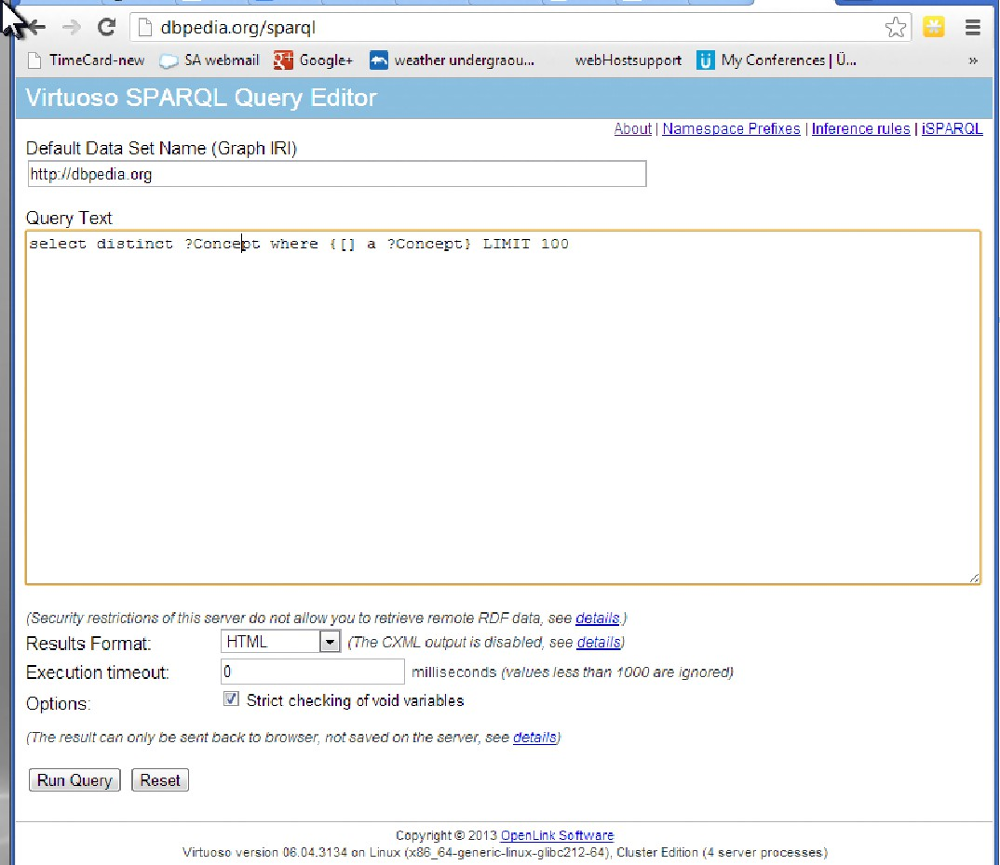 dbpedia.org/sparql
TimeCard-new SA webmail Google+ weather undergraou... webHostsupport My Conferences | Ü... »
Virtuoso SPARQL Query Editor
About | Namespace Prefixes | Inference rules | iSPARQL
Default Data Set Name (Graph IRI)
http://dbpedia.org
Query Text
select distinct ?Concept where {[] a ?Concept} LIMIT 100
(Security restrictions of this server do not allow you to retrieve remote RDF data, see details.)
Results Format: HTML (The CXML output is disabled, see details)
Execution timeout: 0 milliseconds (values less than 1000 are ignored)
Options: Strict checking of void variables
(The result can only be sent back to browser, not saved on the server, see details)
Run Query Reset
Copyright © 2013 OpenLink Software
Virtuoso version 06.04.3134 on Linux (x86_64-generic-linux-glibc212-64), Cluster Edition (4 server processes)